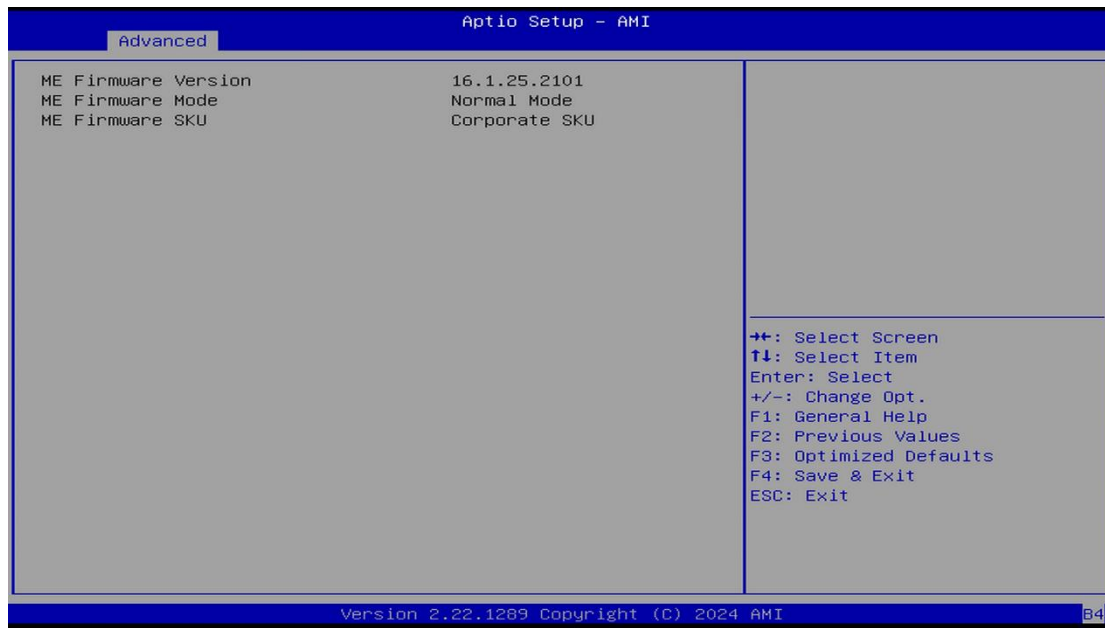 Aptio Setup – AMI
Advanced
ME Firmware Version 16.1.25.2101
ME Firmware Mode Normal Mode
ME Firmware SKU Corporate SKU
→←: Select Screen
↑↓: Select Item
Enter: Select
+/-: Change Opt.
F1: General Help
F2: Previous Values
F3: Optimized Defaults
F4: Save & Exit
ESC: Exit
Version 2.22.1289 Copyright (C) 2024 AMI
B4